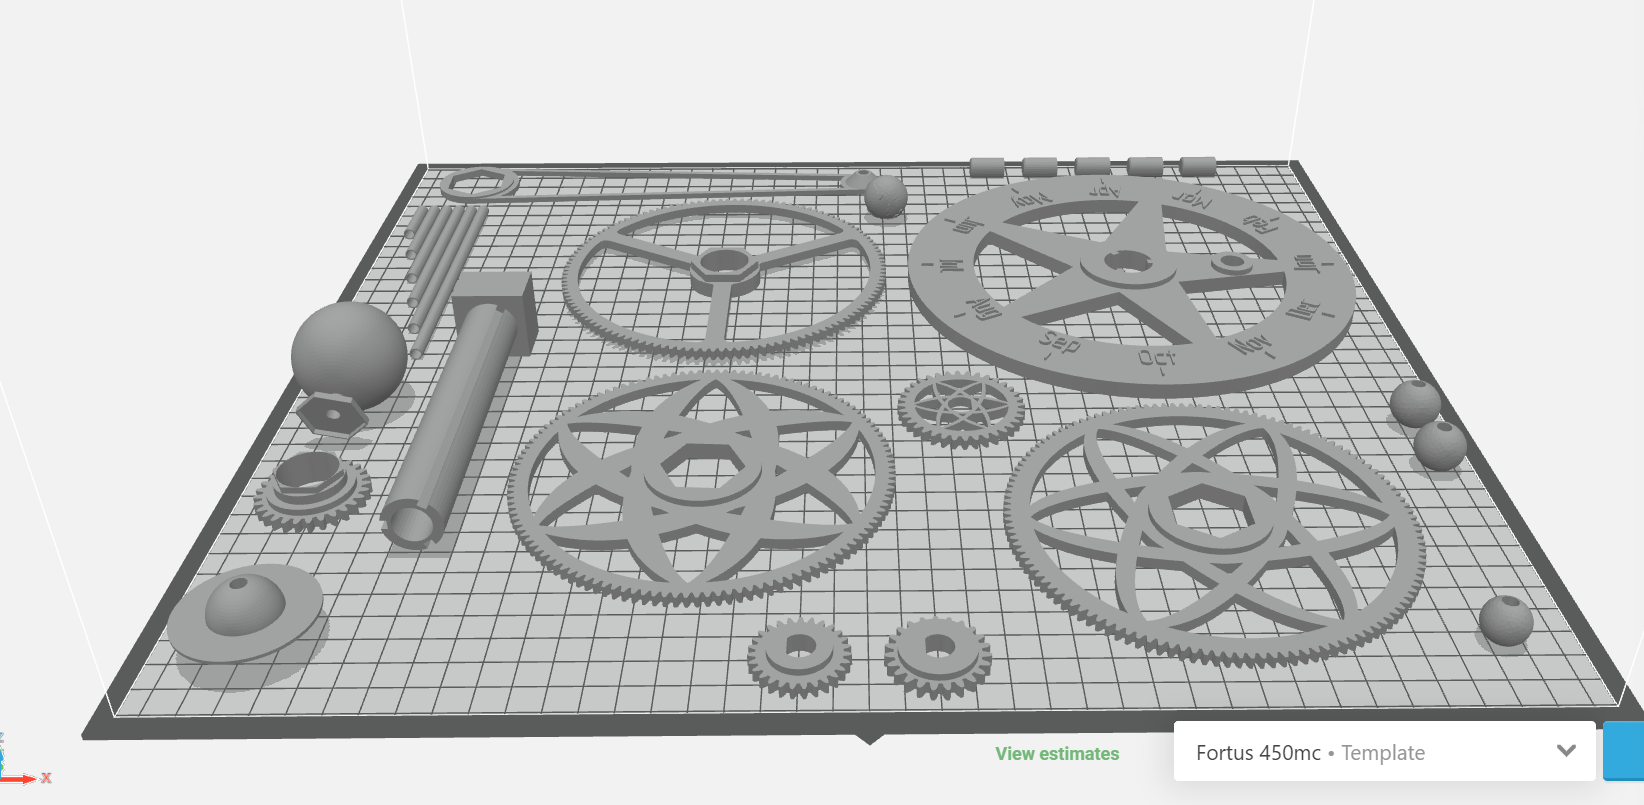 Apr
Mar
Feb
Jan
Dec
Nov
Oct
Sep
Aug
Jul
Jun
May
View estimates
Fortus 450mc • Template
X